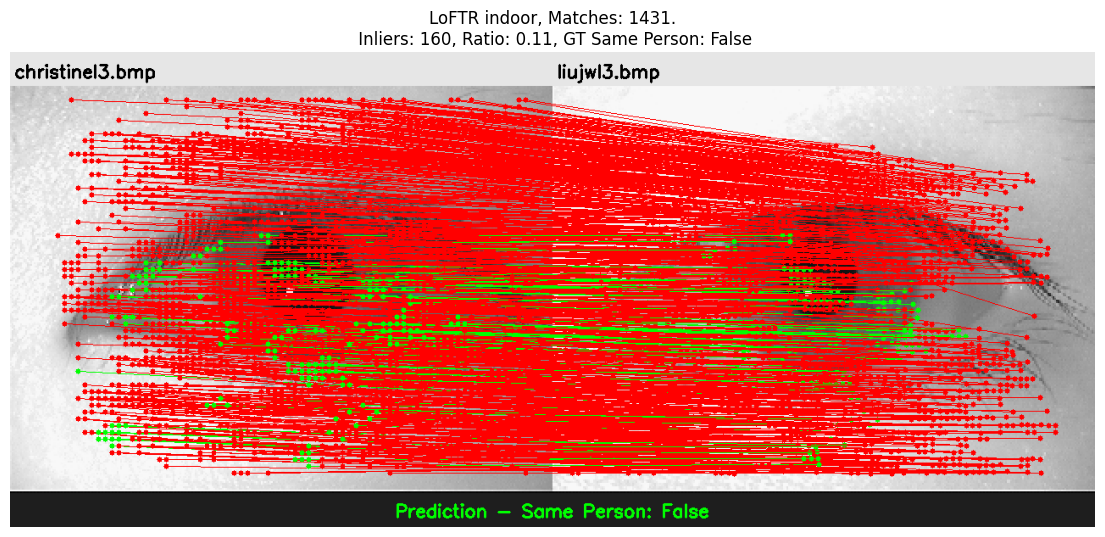 LoFTR indoor, Matches: 1431.
Inliers: 160, Ratio: 0.11, GT Same Person: False
christinel3.bmp
liujwl3.bmp
Prediction - Same Person: False